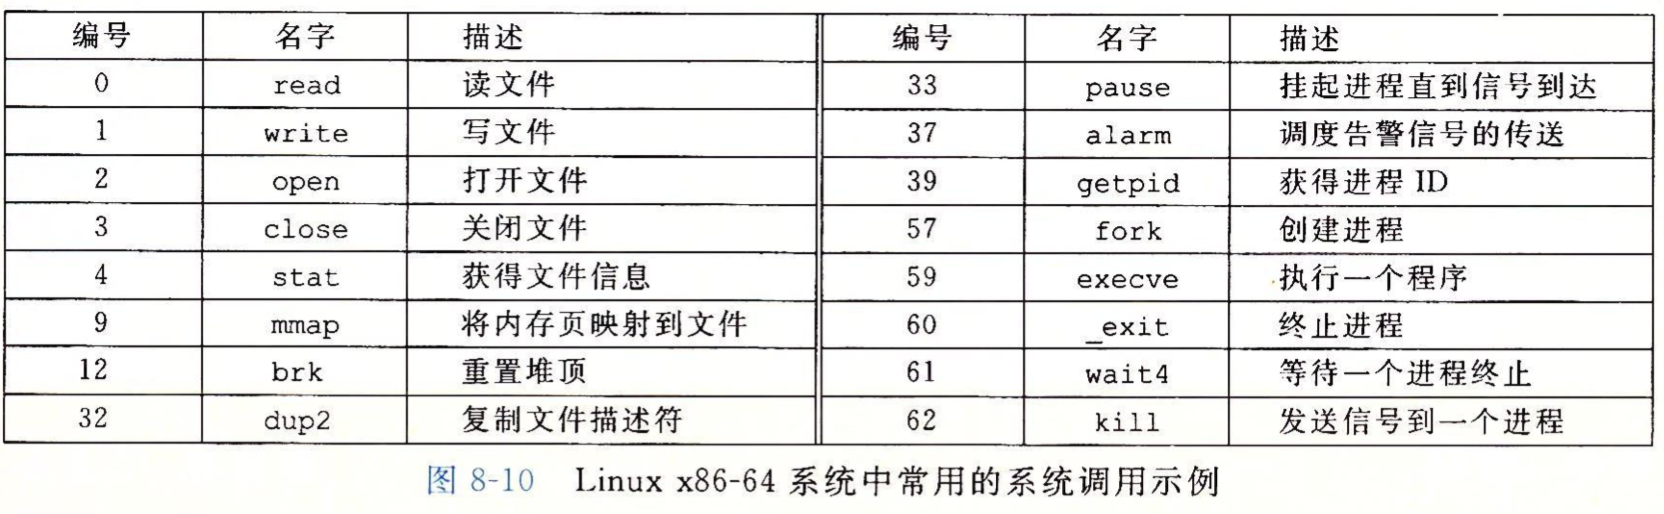 编号 名字 描述 编号 名字 描述
0 read 读文件 33 pause 挂起进程直到信号到达
1 write 写文件 37 alarm 调度告警信号的传送
2 open 打开文件 39 getpid 获得进程 ID
3 close 关闭文件 57 fork 创建进程
4 stat 获得文件信息 59 execve 执行一个程序
9 mmap 将内存页映射到文件 60 _exit 终止进程
12 brk 重置堆顶 61 wait4 等待一个进程终止
32 dup2 复制文件描述符 62 kill 发送信号到一个进程
图 8-10 Linux x86-64 系统中常用的系统调用示例